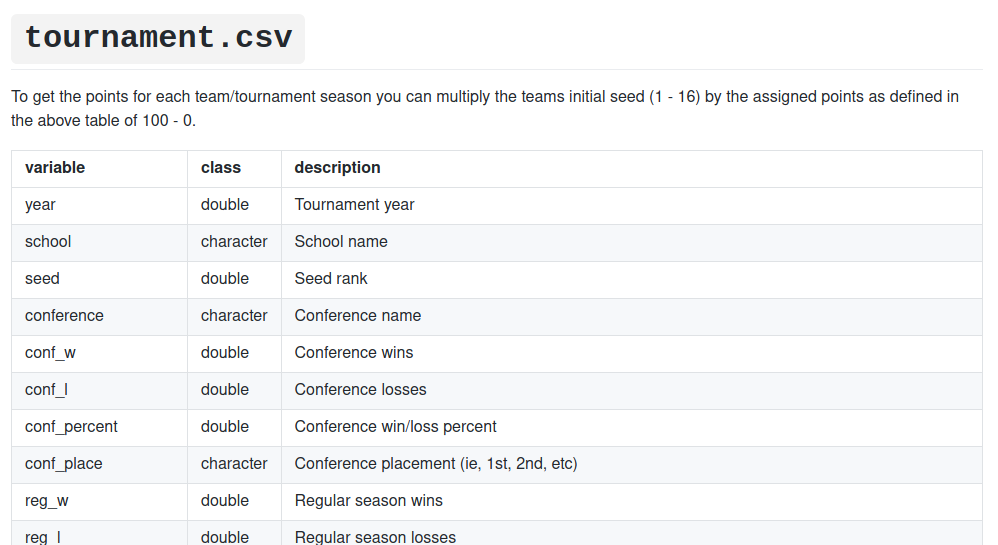 tournament.csv
To get the points for each team/tournament season you can multiply the teams initial seed (1 - 16) by the assigned points as defined in
the above table of 100 - 0.
variable class description
year double Tournament year
school character School name
seed double Seed rank
conference character Conference name
conf_w double Conference wins
conf_l double Conference losses
conf_percent double Conference win/loss percent
conf_place character Conference placement (ie, 1st, 2nd, etc)
reg_w double Regular season wins
reg_l double Regular season losses